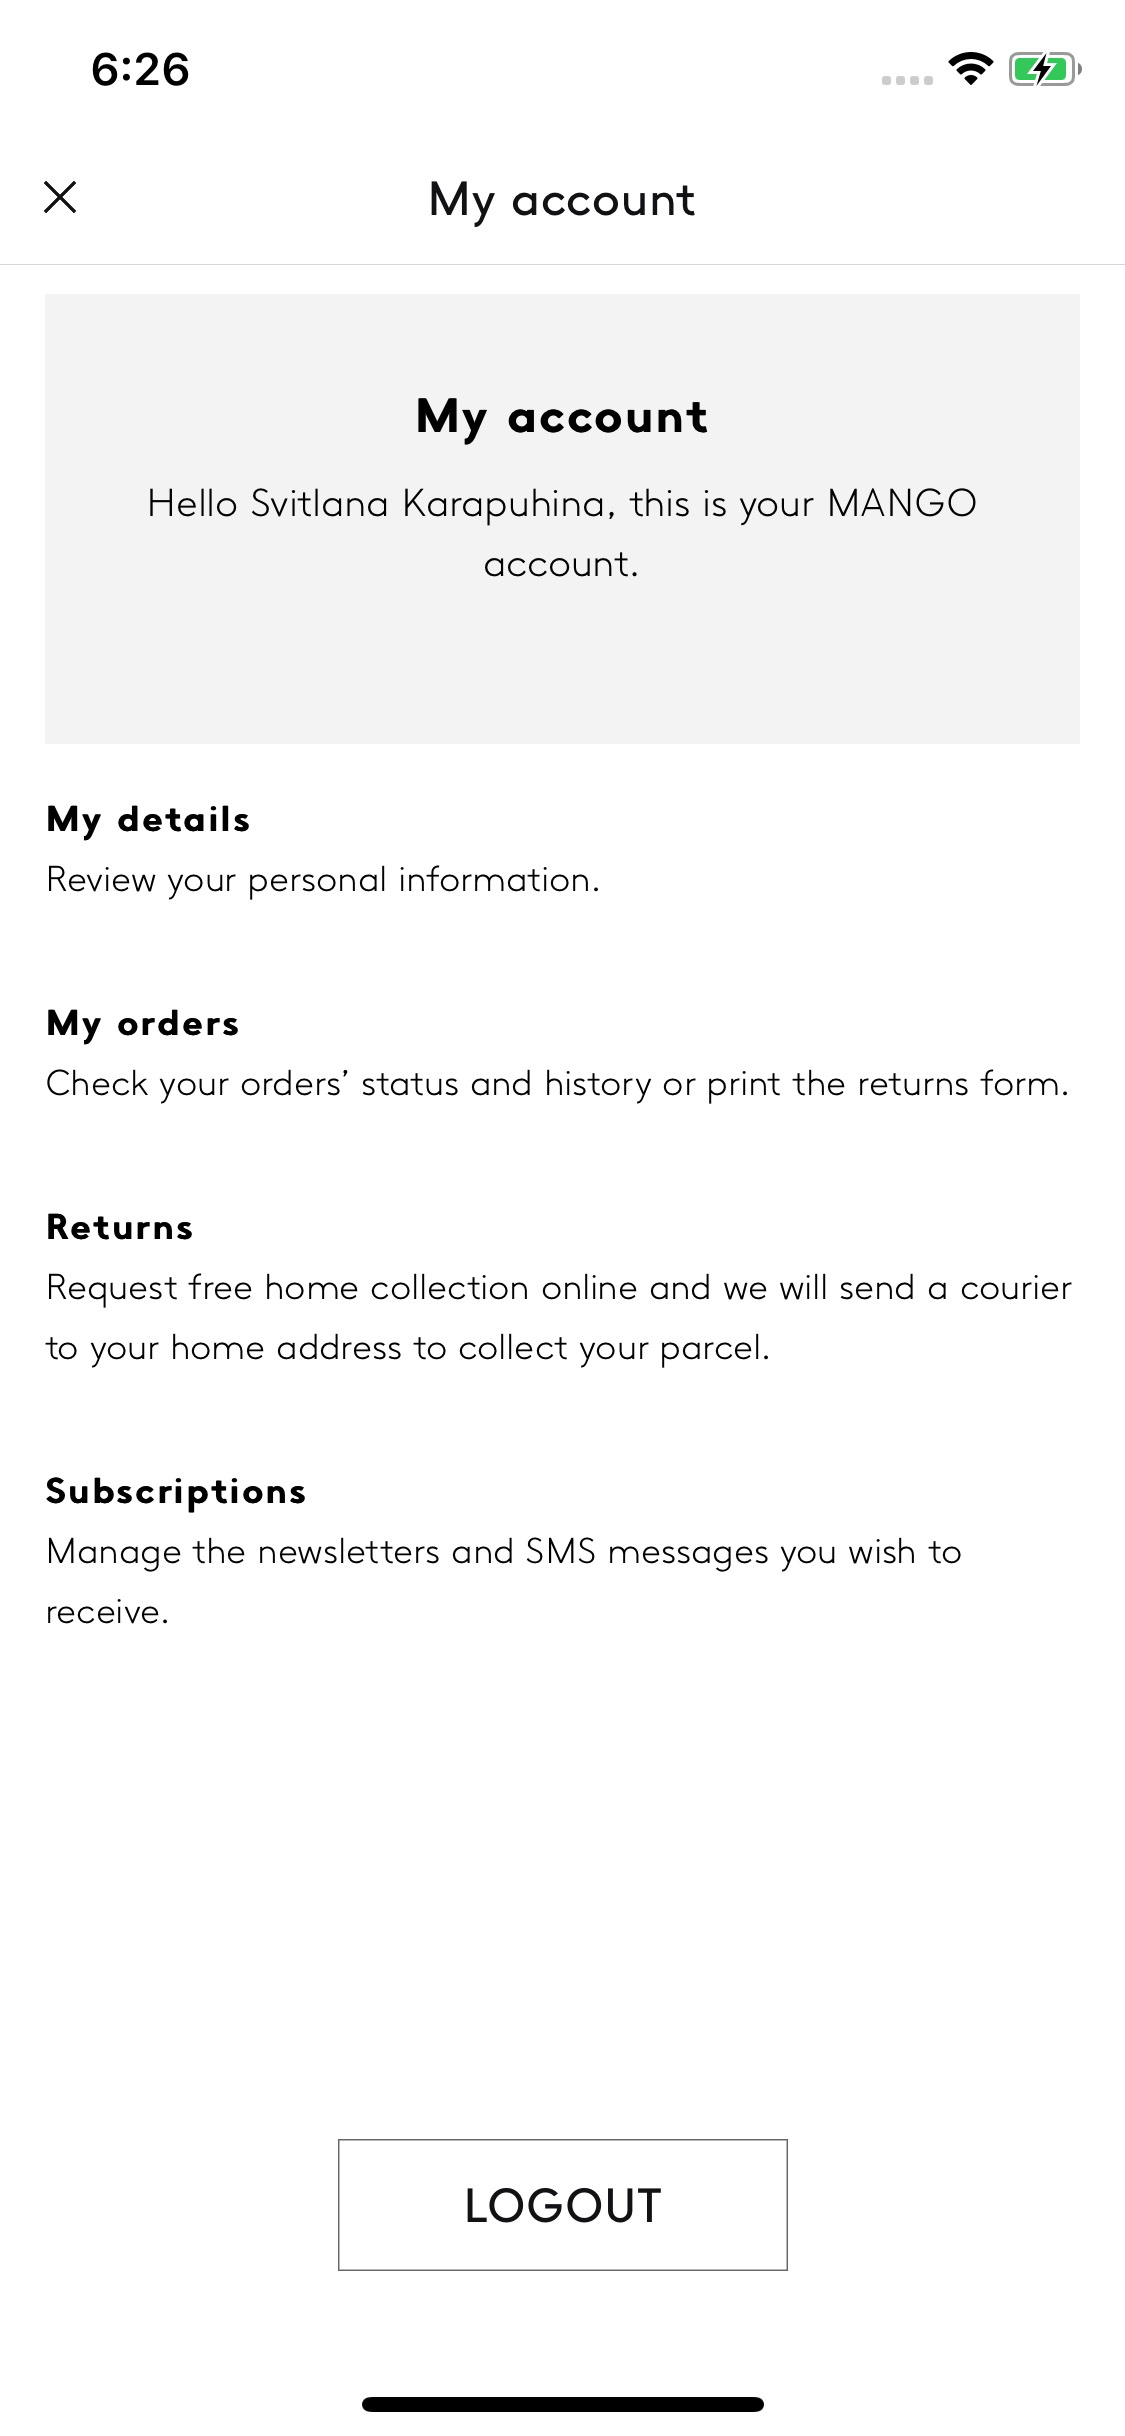 6:26
My account
My account
Hello Svitlana Karapuhina, this is your MANGO
account.
My details
Review your personal information.
My orders
Check your orders’ status and history or print the returns form.
Returns
Request free home collection online and we will send a courier
to your home address to collect your parcel.
Subscriptions
Manage the newsletters and SMS messages you wish to
receive.
LOGOUT